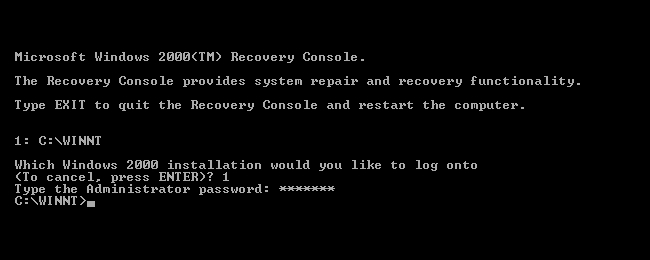 Microsoft Windows 2000(TM) Recovery Console.
The Recovery Console provides system repair and recovery functionality.
Type EXIT to quit the Recovery Console and restart the computer.
1: C:\WINNT
Which Windows 2000 installation would you like to log onto
(To cancel, press ENTER)? 1
Type the Administrator password: *******
C:\WINNT>_